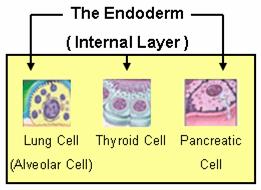 The Endoderm
( Internal Layer )
Lung Cell
(Alveolar Cell)
Thyroid Cell
Pancreatic
Cell